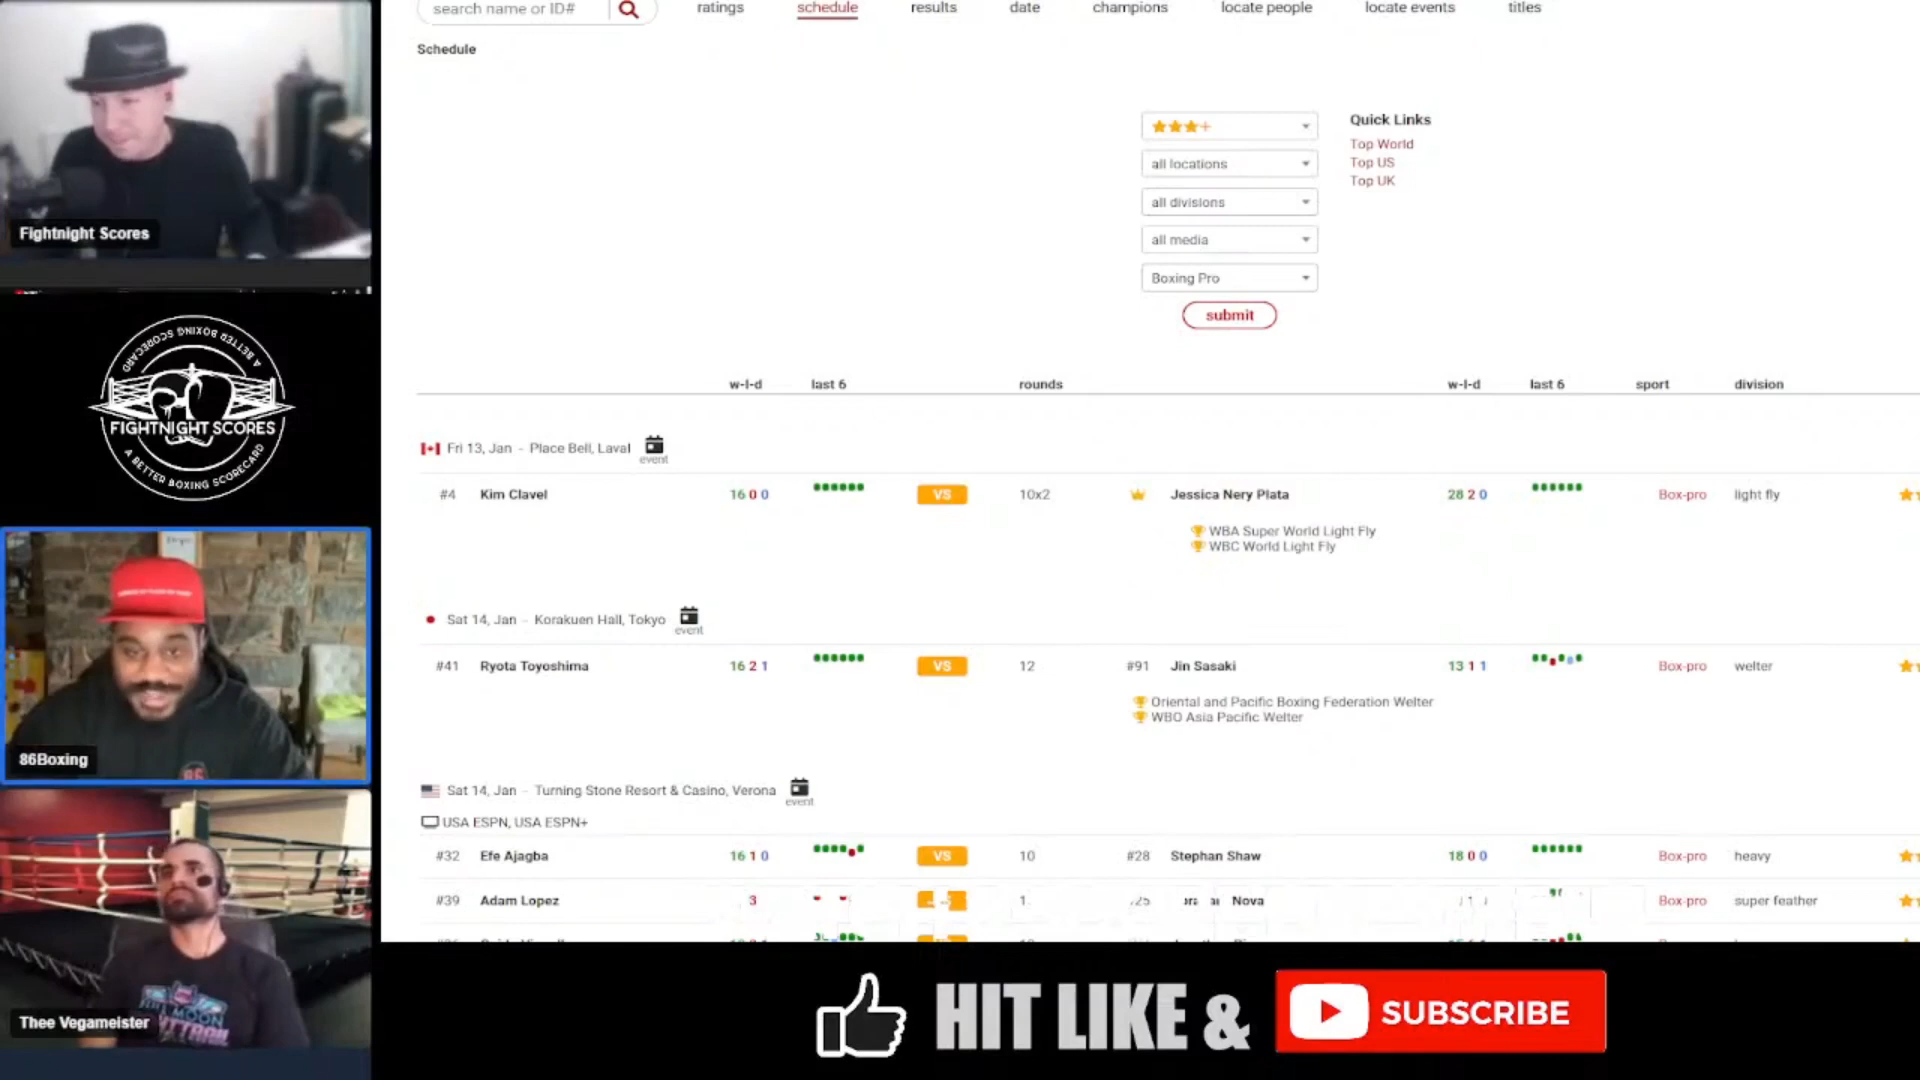 search name or ID#
ratings
schedule
results
date
champions
locate people
locate events
titles
Schedule
Quick Links
all locations
Top World
Top US
Top UK
all divisions
all media
Boxing Pro
submit
w-l-d last 6 rounds w-l-d last 6 sport division
Fri 13, Jan - Place Bell, Laval
event
#4 Kim Clavel 16 0 0 VS 10x2 Jessica Nery Plata 28 2 0 Box-pro light fly
WBA Super World Light Fly
WBC World Light Fly
Sat 14, Jan - Korakuen Hall, Tokyo
event
#41 Ryota Toyoshima 16 2 1 VS 12 #91 Jin Sasaki 13 1 1 Box-pro welter
Oriental and Pacific Boxing Federation Welter
WBO Asia Pacific Welter
Sat 14, Jan - Turning Stone Resort & Casino, Verona
event
USA ESPN, USA ESPN+
#32 Efe Ajagba 16 1 0 VS 10 #28 Stephan Shaw 18 0 0 Box-pro heavy
#39 Adam Lopez 3 Nova Box-pro super feather
Fightnight Scores
A BETTER BOXING SCORECARD
FIGHTNIGHT SCORES
A BETTER BOXING SCORECARD
86Boxing
Thee Vegameister
HIT LIKE &
SUBSCRIBE